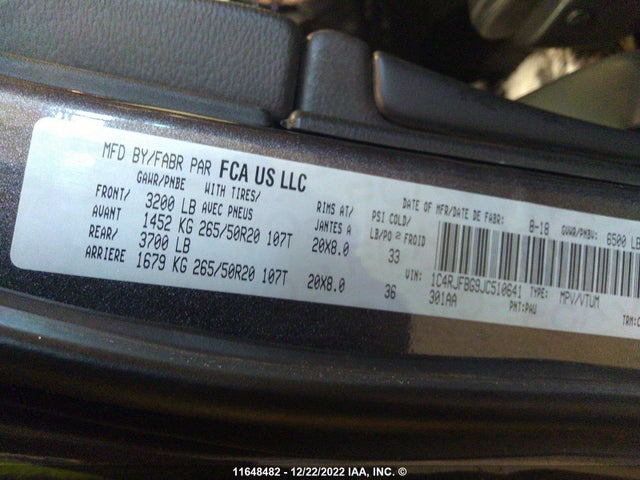 MFD BY/FABR PAR FCA US LLC
GAWR/PNBE WITH TIRES/
FRONT/ 3200 LB AVEC PNEUS RIMS AT/ PSI COLD/ DATE OF MFR/DATE DE FABR: 8-18 GVWR/PNBV: 6500 LB
AVANT 1452 KG 265/50R20 107T JANTES A LB/PO 2 FROID
REAR/ 3700 LB 20X8.0 33 VIN: 1C4RJFBG9JC510641 TYPE: MPV/VTUM
ARRIERE 1679 KG 265/50R20 107T 20X8.0 36 301AA PNT: PAU TRM:
11648482 - 12/22/2022 IAA, INC. ©